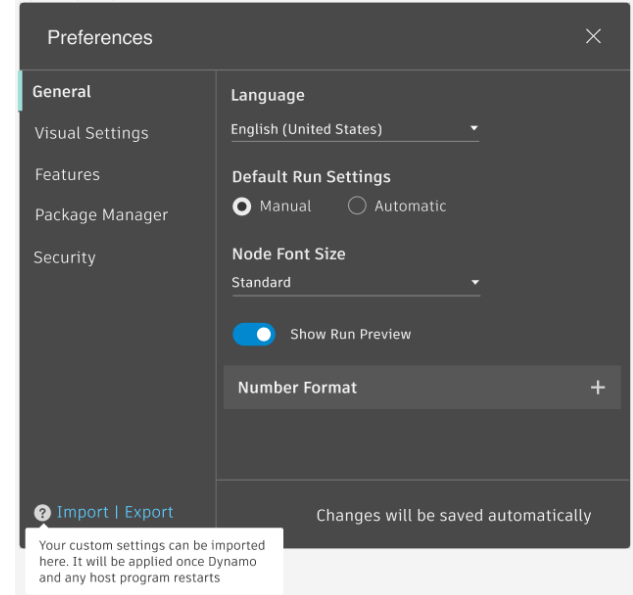 Preferences
General
Visual Settings
Features
Package Manager
Security
Language
English (United States)
Default Run Settings
Manual
Automatic
Node Font Size
Standard
Show Run Preview
Number Format
? Import | Export
Your custom settings can be imported
here. It will be applied once Dynamo
and any host program restarts
Changes will be saved automatically